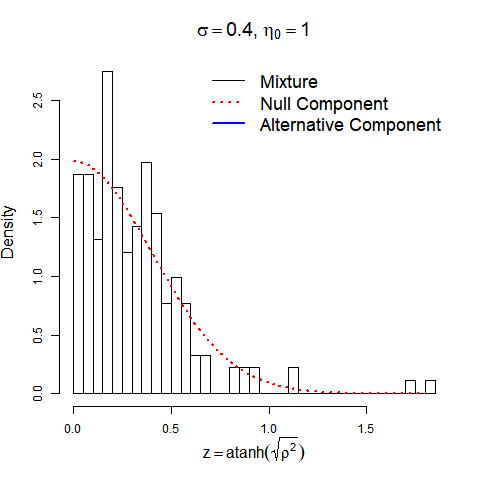 σ = 0.4, η₀ = 1
Mixture
Null Component
Alternative Component
Density
0.0
0.5
1.0
1.5
2.0
2.5
0.0 0.5 1.0 1.5
z = atanh(√ρ²)